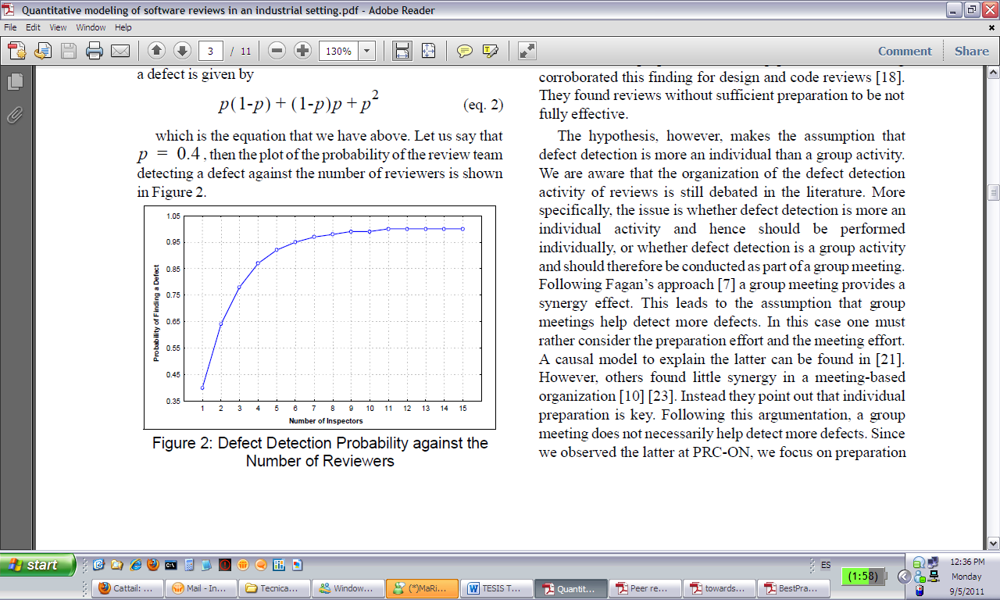 Quantitative modeling of software reviews in an industrial setting.pdf - Adobe Reader
File Edit View Window Help
3 / 11 130% Comment Share
a defect is given by
p(1-p) + (1-p)p + p² (eq. 2)
which is the equation that we have above. Let us say that
p = 0.4, then the plot of the probability of the review team
detecting a defect against the number of reviewers is shown
in Figure 2.
1.05
0.95
0.85
0.75
0.65
0.55
0.45
0.35
Probability of Finding a Defect
1 2 3 4 5 6 7 8 9 10 11 12 13 14 15
Number of Inspectors
Figure 2: Defect Detection Probability against the
Number of Reviewers
corroborated this finding for design and code reviews [18].
They found reviews without sufficient preparation to be not
fully effective.
The hypothesis, however, makes the assumption that
defect detection is more an individual than a group activity.
We are aware that the organization of the defect detection
activity of reviews is still debated in the literature. More
specifically, the issue is whether defect detection is more an
individual activity and hence should be performed
individually, or whether defect detection is a group activity
and should therefore be conducted as part of a group meeting.
Following Fagan's approach [7] a group meeting provides a
synergy effect. This leads to the assumption that group
meetings help detect more defects. In this case one must
rather consider the preparation effort and the meeting effort.
A causal model to explain the latter can be found in [21].
However, others found little synergy in a meeting-based
organization [10] [23]. Instead they point out that individual
preparation is key. Following this argumentation, a group
meeting does not necessarily help detect more defects. Since
we observed the latter at PRC-ON, we focus on preparation
start
ES
(1:58)
12:36 PM
Monday
9/5/2011
Cattail: ... Mail - In... Tecnica... Window... (*)MaRi... TESIS T... Quantit... Peer re... towards... BestPra...